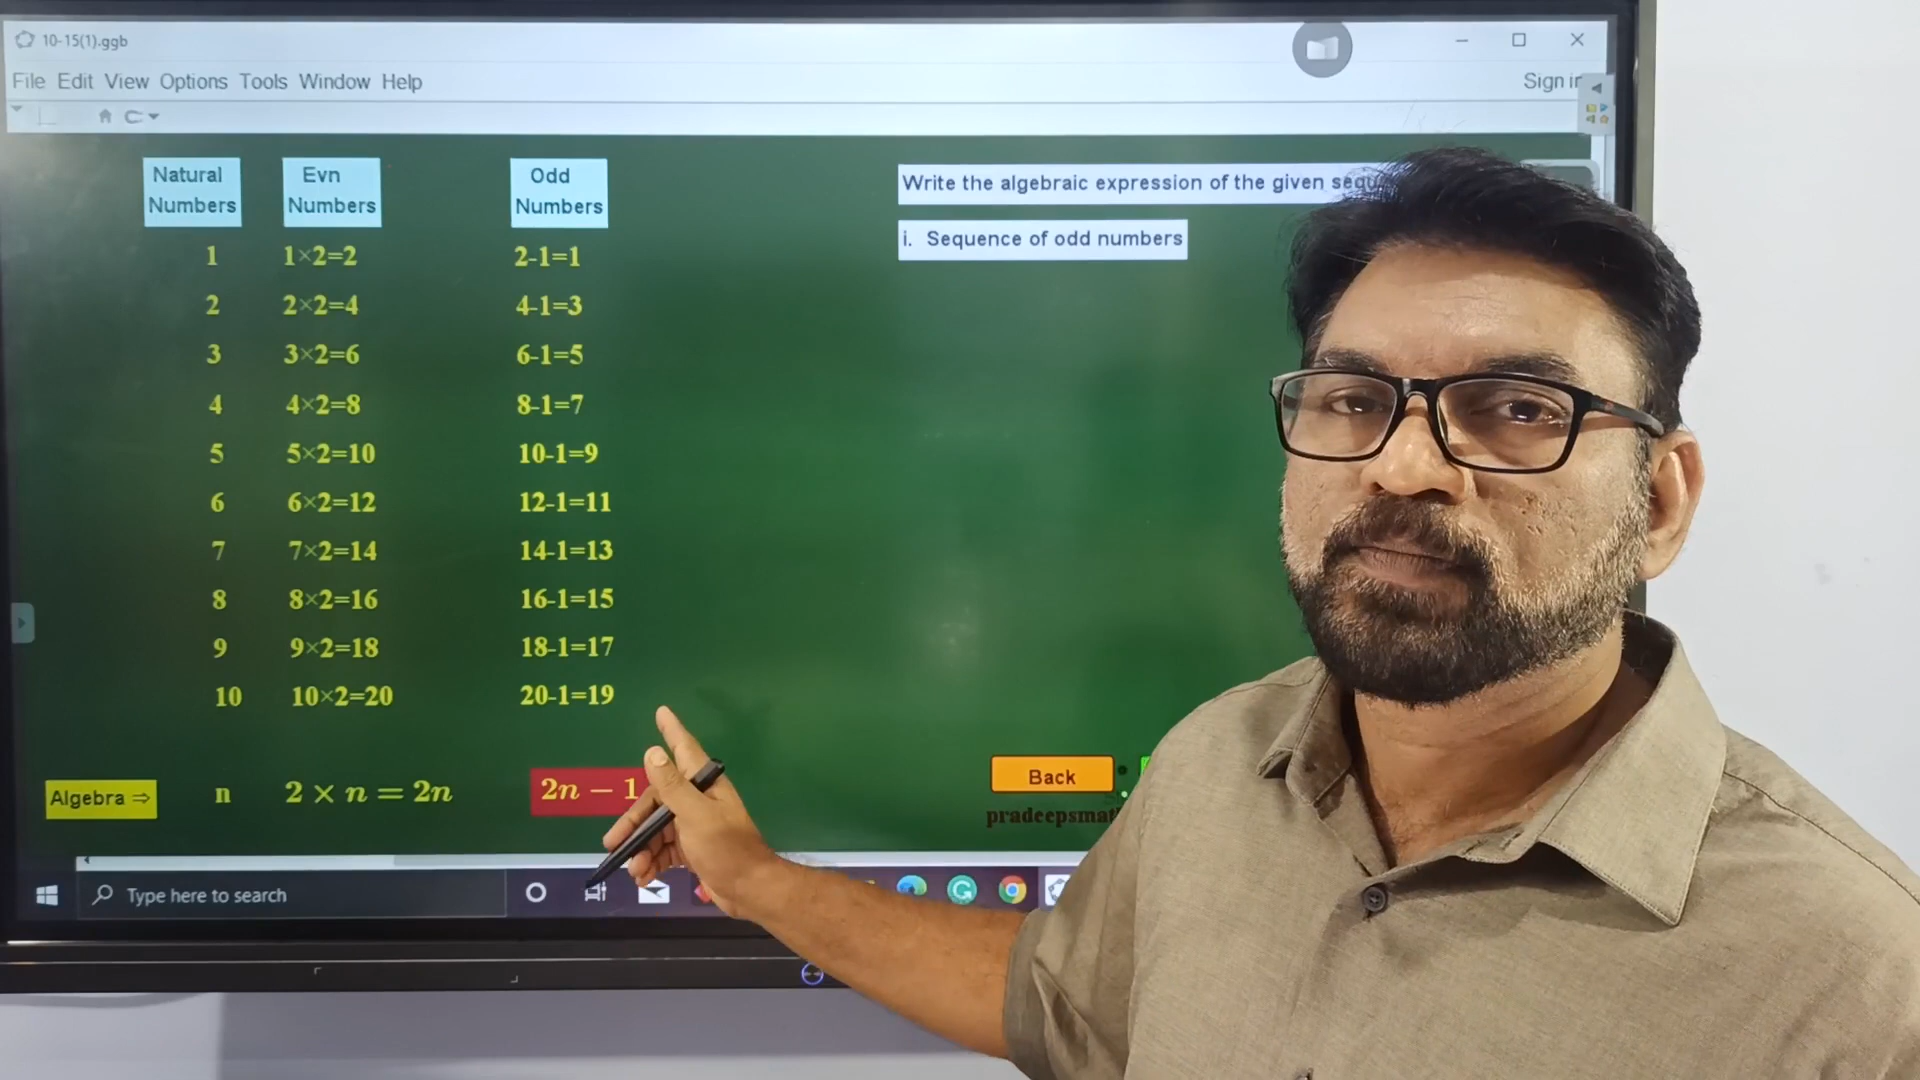 10-15(1).ggb
File Edit View Options Tools Window Help
Sign in
Natural Numbers
Evn Numbers
Odd Numbers
1 1×2=2 2-1=1
2 2×2=4 4-1=3
3 3×2=6 6-1=5
4 4×2=8 8-1=7
5 5×2=10 10-1=9
6 6×2=12 12-1=11
7 7×2=14 14-1=13
8 8×2=16 16-1=15
9 9×2=18 18-1=17
10 10×2=20 20-1=19
Algebra ⇒ n 2 × n = 2n 2n − 1
Write the algebraic expression of the given
i. Sequence of odd numbers
Back
Type here to search